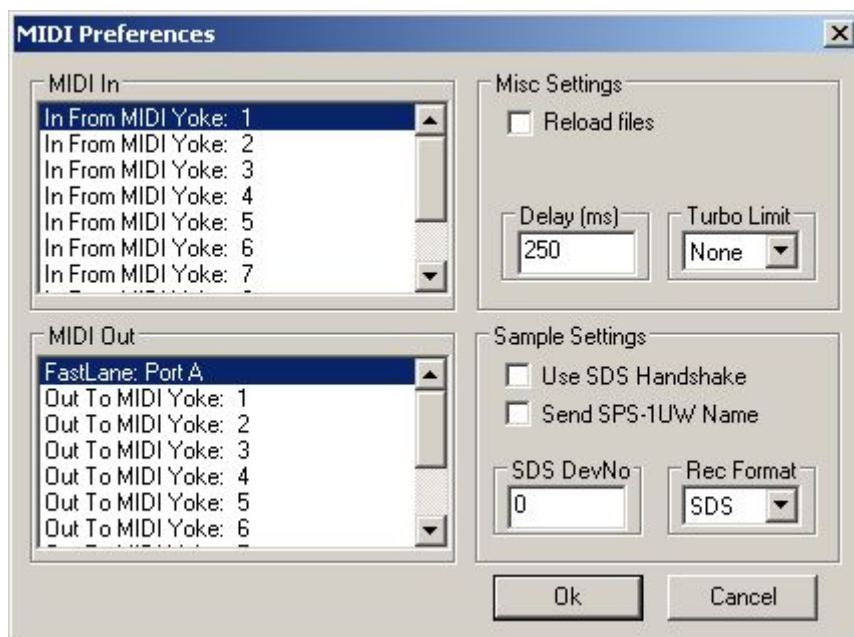 MIDI Preferences
MIDI In
In From MIDI Yoke: 1
In From MIDI Yoke: 2
In From MIDI Yoke: 3
In From MIDI Yoke: 4
In From MIDI Yoke: 5
In From MIDI Yoke: 6
In From MIDI Yoke: 7
Misc Settings
Reload files
Delay (ms)
250
Turbo Limit
None
MIDI Out
FastLane: Port A
Out To MIDI Yoke: 1
Out To MIDI Yoke: 2
Out To MIDI Yoke: 3
Out To MIDI Yoke: 4
Out To MIDI Yoke: 5
Out To MIDI Yoke: 6
Sample Settings
Use SDS Handshake
Send SPS-1UW Name
SDS DevNo
0
Rec Format
SDS
Ok
Cancel